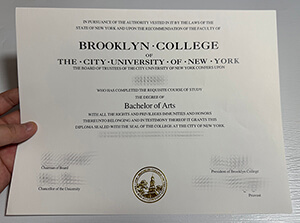 IN PURSUANCE OF THE AUTHORITY VESTED IN IT BY THE LAWS OF THE
STATE OF NEW YORK AND UPON THE RECOMMENDATION OF THE FACULTY OF
BROOKLYN·COLLEGE
OF
THE·CITY·UNIVERSITY·OF·NEW·YORK
THE BOARD OF TRUSTEES OF THE CITY UNIVERSITY OF NEW YORK CONFERS UPON
WHO HAS COMPLETED THE REQUISITE COURSE OF STUDY
THE DEGREE OF
Bachelor of Arts
WITH ALL THE RIGHTS AND PRIVILEGES IMMUNITIES AND HONORS
THEREUNTO BELONGING AND IN TESTIMONY THEREOF IT GRANTS THIS
DIPLOMA SEALED WITH THE SEAL OF THE COLLEGE AT THE CITY OF NEW YORK
Chairman of Board
President of Brooklyn College
Chancellor of the University
Provost